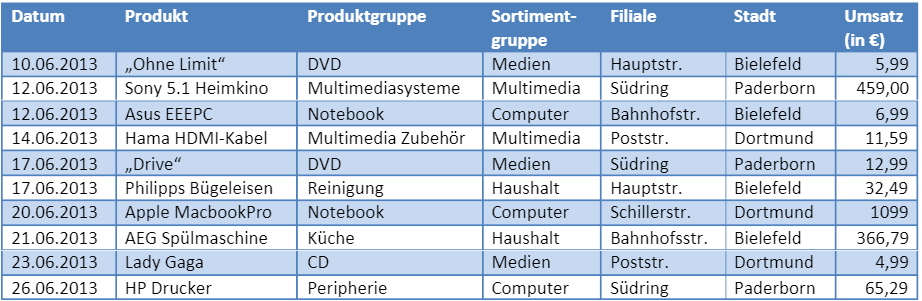 Datum Produkt Produktgruppe Sortiment- Filiale Stadt Umsatz
gruppe (in €)
10.06.2013 „Ohne Limit“ DVD Medien Hauptstr. Bielefeld 5,99
12.06.2013 Sony 5.1 Heimkino Multimediasysteme Multimedia Südring Paderborn 459,00
12.06.2013 Asus EEEPC Notebook Computer Bahnhofstr. Bielefeld 6,99
14.06.2013 Hama HDMI-Kabel Multimedia Zubehör Multimedia Poststr. Dortmund 11,59
17.06.2013 „Drive“ DVD Medien Südring Paderborn 12,99
17.06.2013 Philipps Bügeleisen Reinigung Haushalt Hauptstr. Bielefeld 32,49
20.06.2013 Apple MacbookPro Notebook Computer Schillerstr. Dortmund 1099
21.06.2013 AEG Spülmaschine Küche Haushalt Bahnhofsstr. Bielefeld 366,79
23.06.2013 Lady Gaga CD Medien Poststr. Dortmund 4,99
26.06.2013 HP Drucker Peripherie Computer Südring Paderborn 65,29